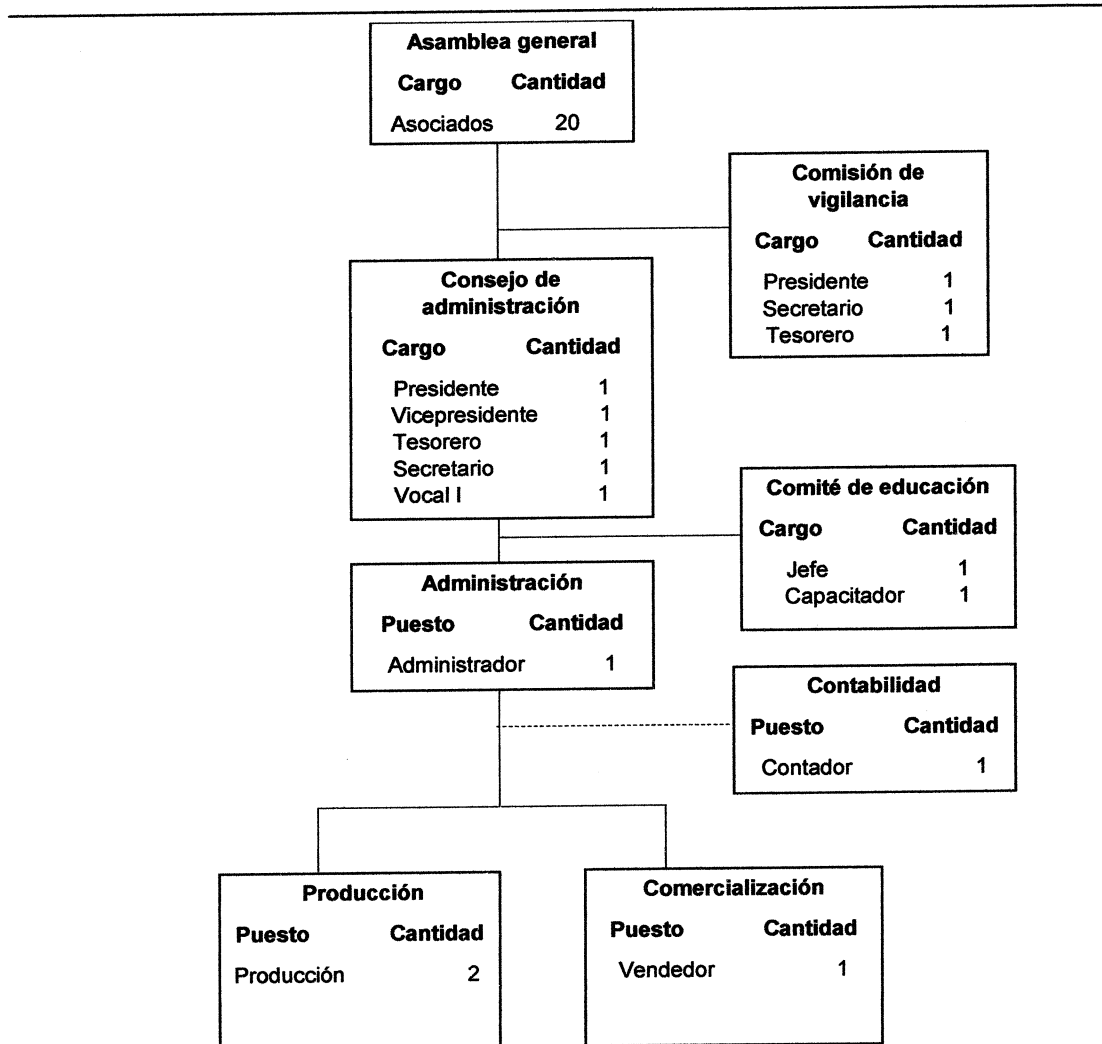 Asamblea general
Cargo Cantidad
Asociados 20
Comisión de
vigilancia
Cargo Cantidad
Presidente 1
Secretario 1
Tesorero 1
Consejo de
administración
Cargo Cantidad
Presidente 1
Vicepresidente 1
Tesorero 1
Secretario 1
Vocal I 1
Comité de educación
Cargo Cantidad
Jefe 1
Capacitador 1
Administración
Puesto Cantidad
Administrador 1
Contabilidad
Puesto Cantidad
Contador 1
Producción
Puesto Cantidad
Producción 2
Comercialización
Puesto Cantidad
Vendedor 1